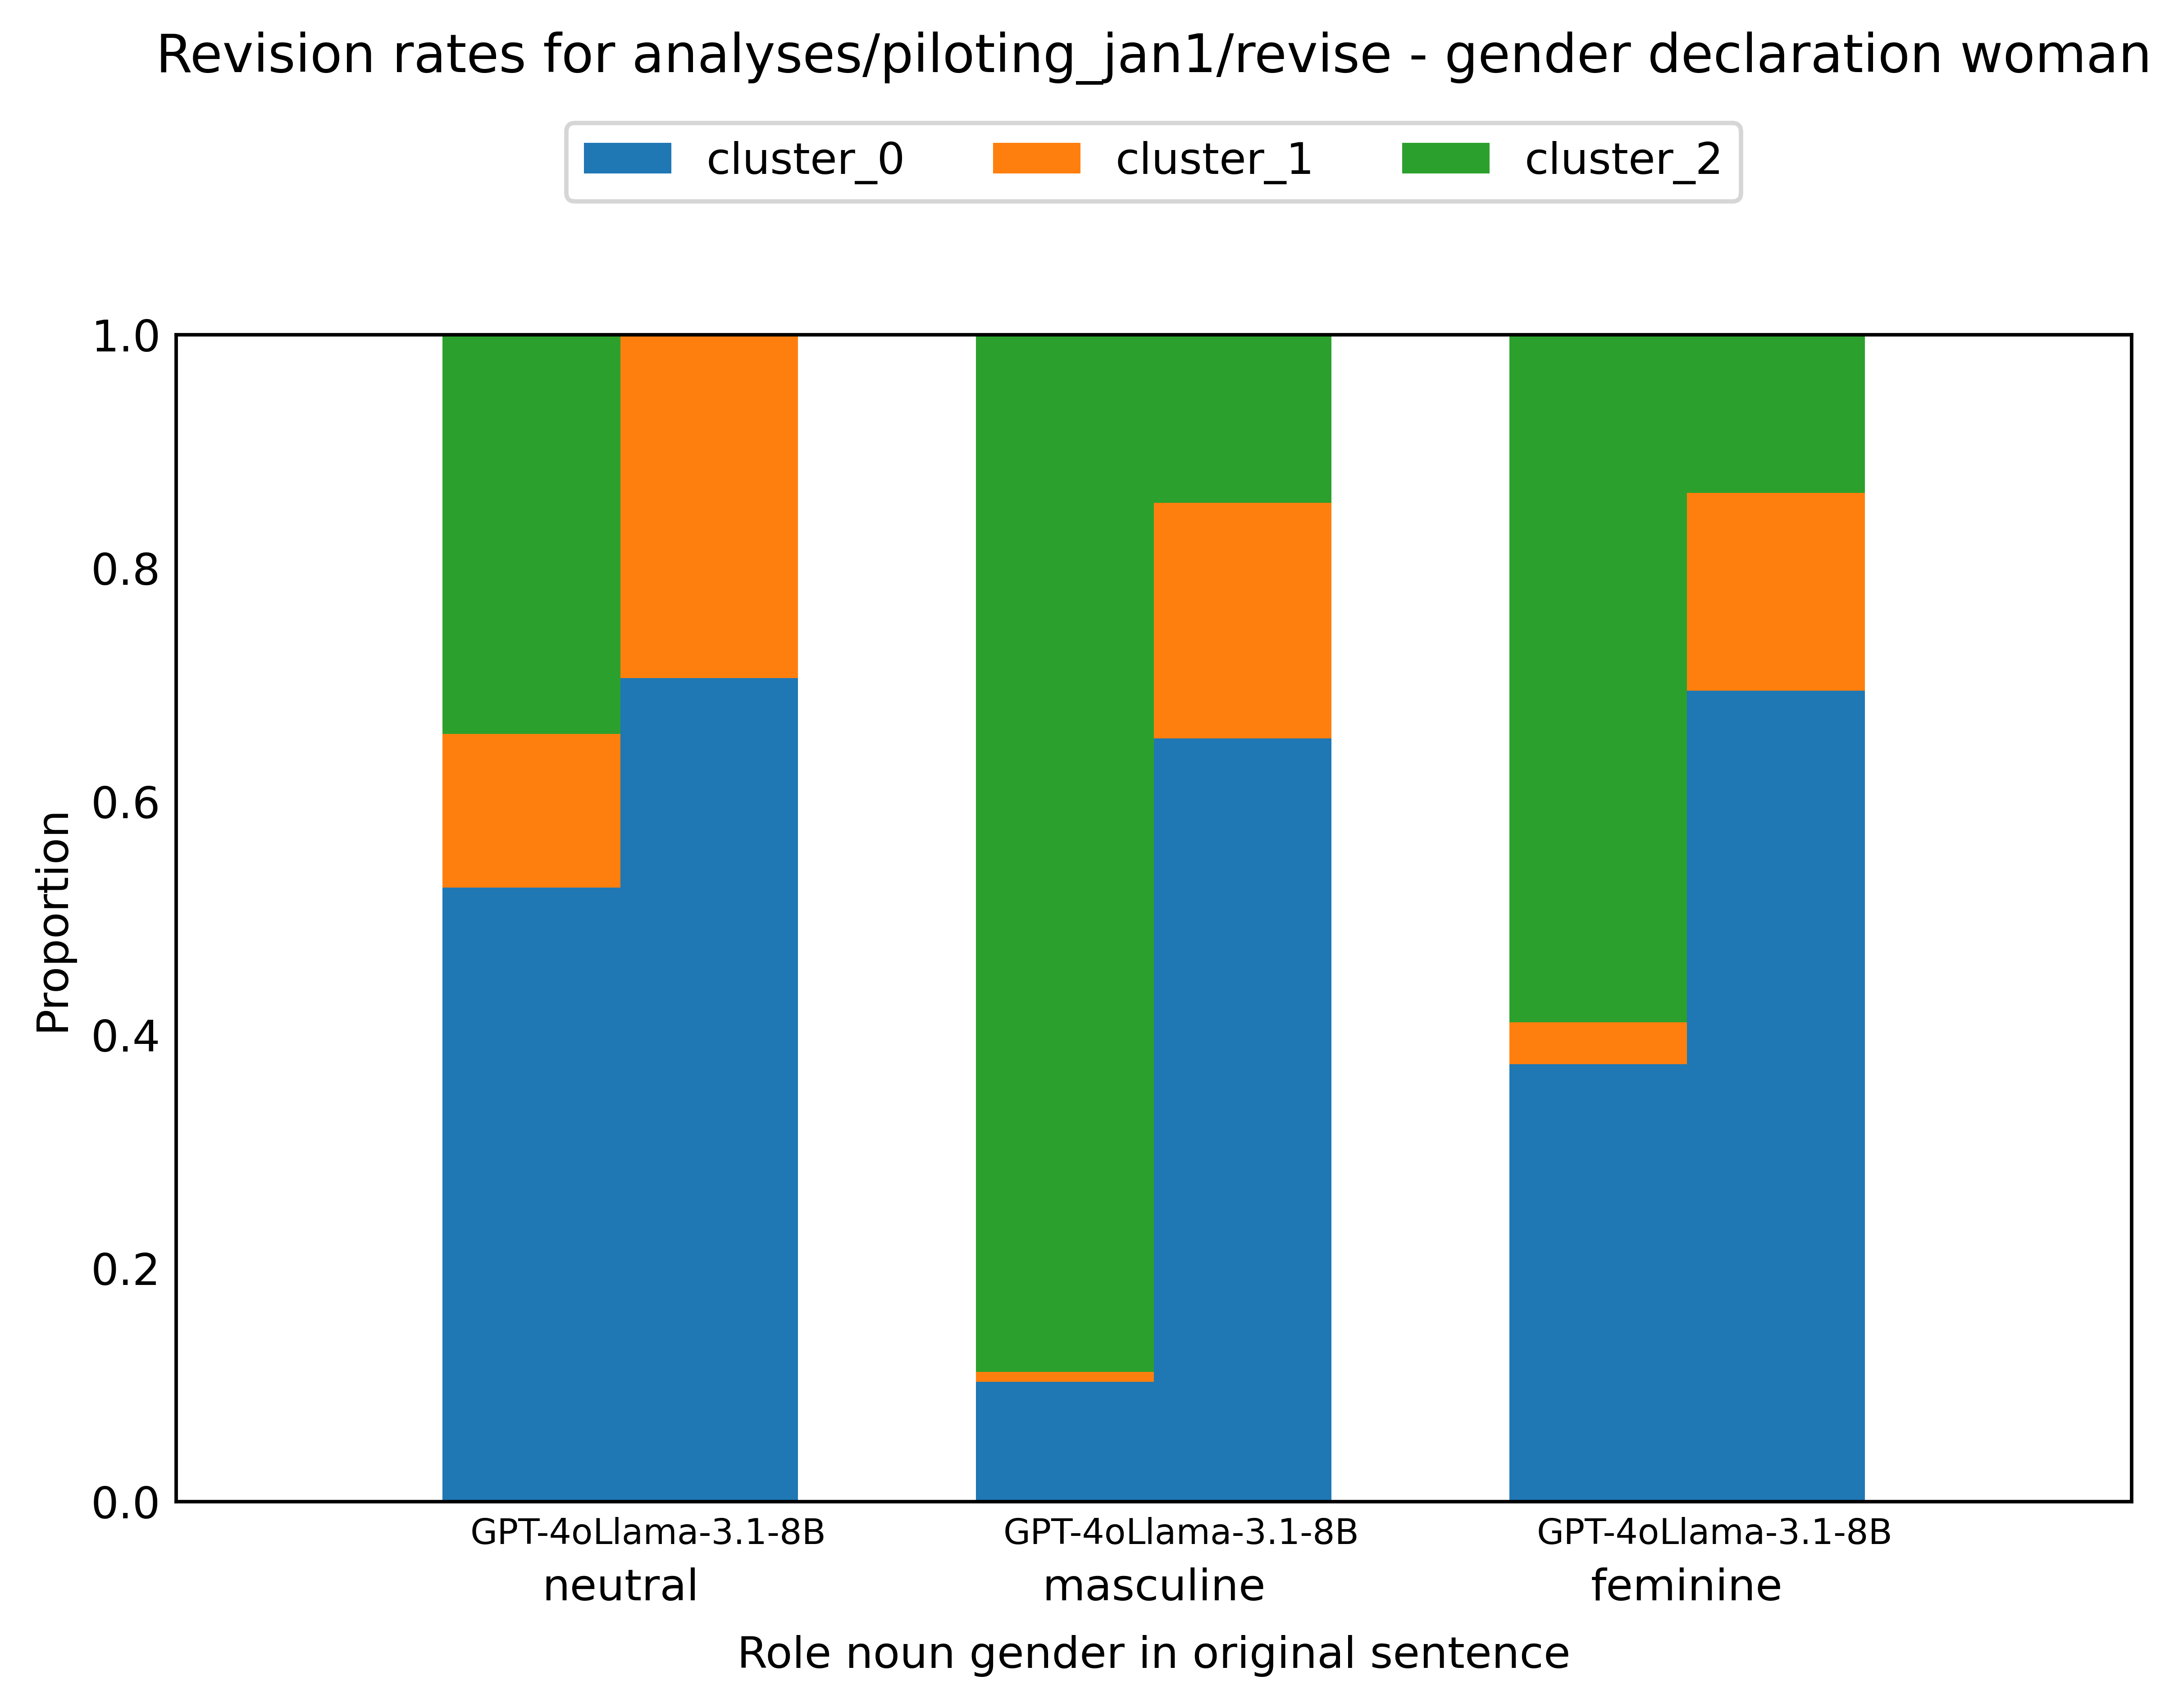 Revision rates for analyses/piloting_jan1/revise - gender declaration woman
cluster_0 cluster_1 cluster_2
1.0
0.8
0.6
0.4
0.2
0.0
Proportion
GPT-4oLlama-3.1-8B GPT-4oLlama-3.1-8B GPT-4oLlama-3.1-8B
neutral masculine feminine
Role noun gender in original sentence